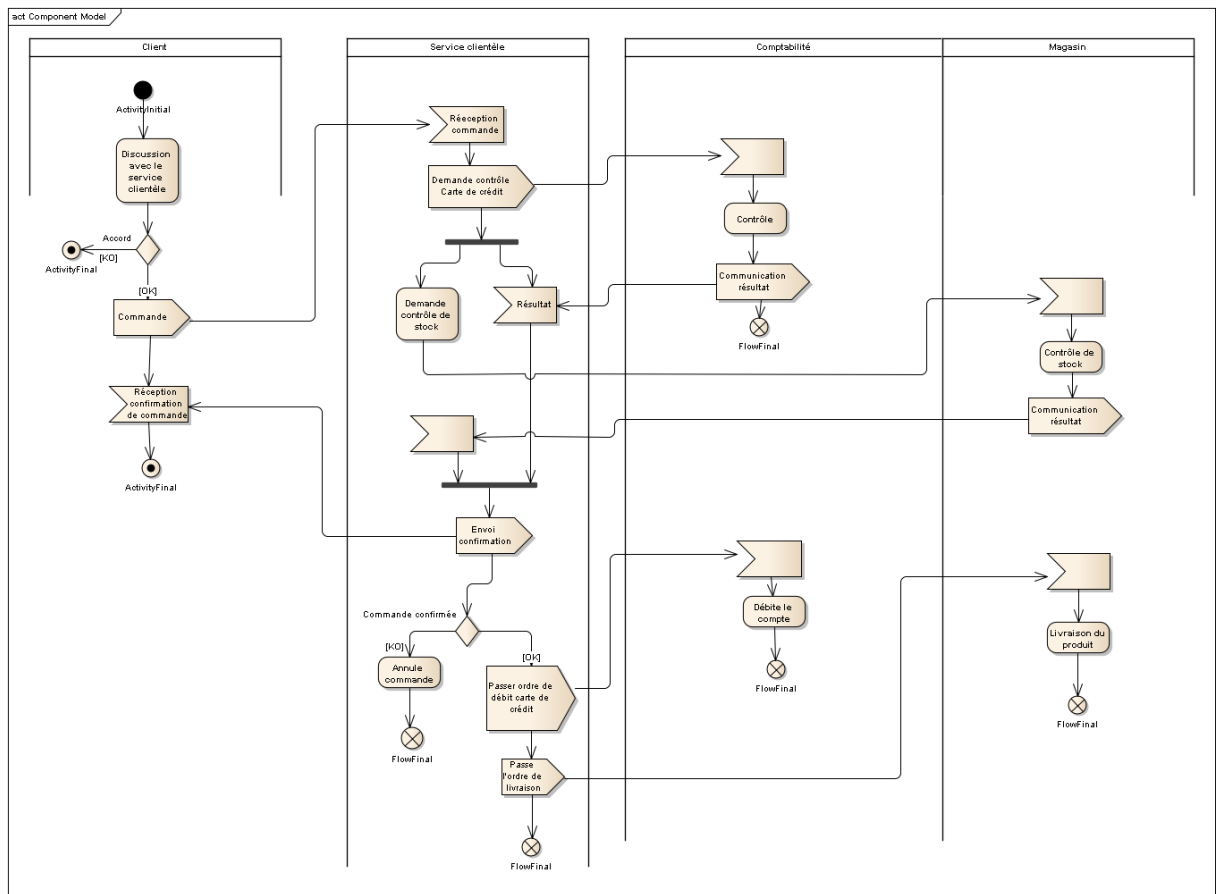 act Component Model
Client
Service clientèle
Comptabilité
Magasin
ActivityInitial
Discussion
avec le
service
clientèle
Accord
[KO]
ActivityFinal
[OK]
Commande
Réception
confirmation
de commande
ActivityFinal
Réeception
commande
Demande contrôle
Carte de crédit
Demande
contrôle de
stock
Résultat
Envoi
confirmation
Commande confirmée
[KO]
[OK]
Annule
commande
FlowFinal
Passer ordre de
débit carte de
crédit
Passe
l'ordre de
livraison
FlowFinal
Contrôle
Communication
résultat
FlowFinal
Débite le
compte
FlowFinal
Contrôle de
stock
Communication
résultat
Livraison du
produit
FlowFinal